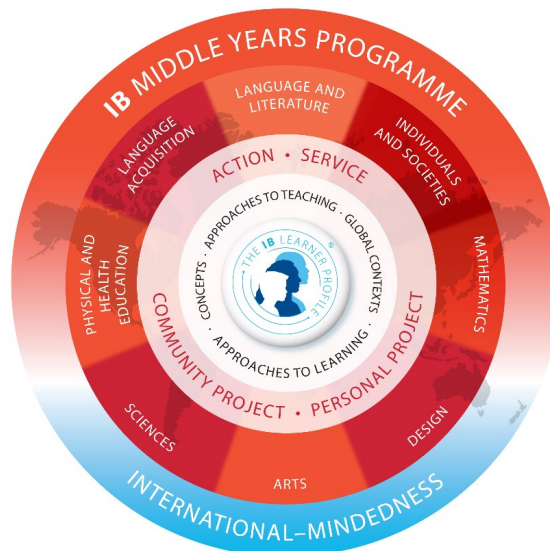 IB MIDDLE YEARS PROGRAMME
LANGUAGE AND
LITERATURE
INDIVIDUALS
AND SOCIETIES
MATHEMATICS
DESIGN
ARTS
SCIENCES
PHYSICAL AND
HEALTH
EDUCATION
LANGUAGE
ACQUISITION
ACTION • SERVICE
COMMUNITY PROJECT • PERSONAL PROJECT
CONCEPTS · APPROACHES TO TEACHING · GLOBAL CONTEXTS ·
· APPROACHES TO LEARNING
THE IB LEARNER PROFILE ®
INTERNATIONAL–MINDEDNESS